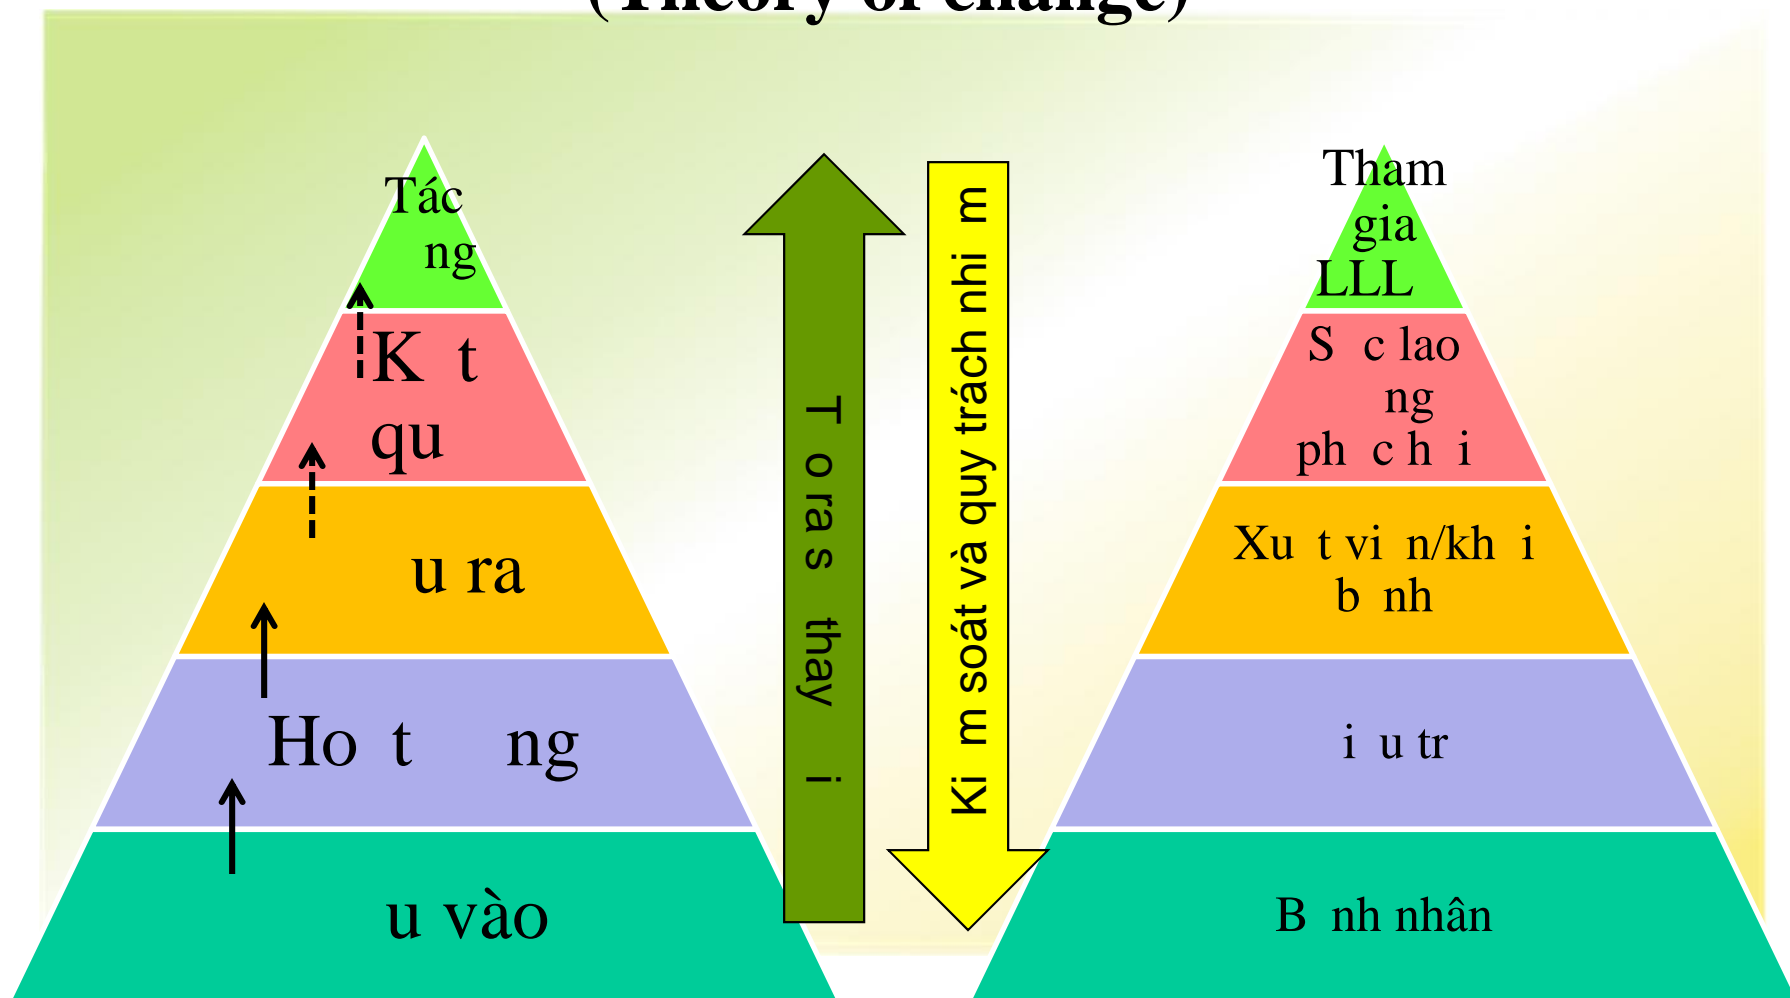 (Theory of change)
Tác
ng
K t
qu
u ra
Ho t ng
u vào
T o ra s thay i
Ki m soát và quy trách nhi m
Tham
gia
LLL
S c lao
ng
ph c h i
Xu t vi n/kh i
b nh
i u tr
B nh nhân